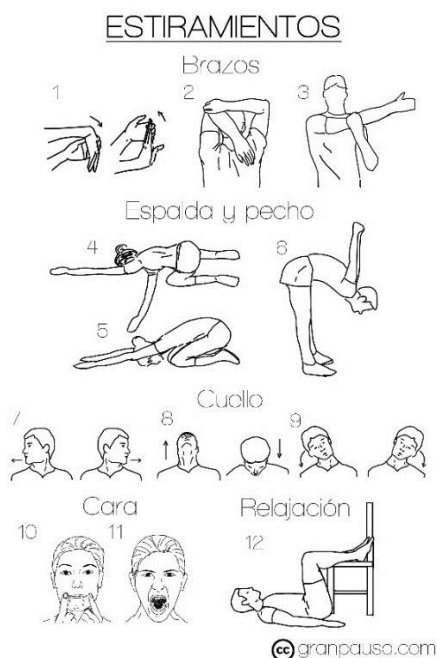 ESTIRAMIENTOS
Brazos
1 2 3
Espalda y pecho
4 6
5
Cuello
7 8 9
Cara Relajación
10 11 12
cc granpausa.com